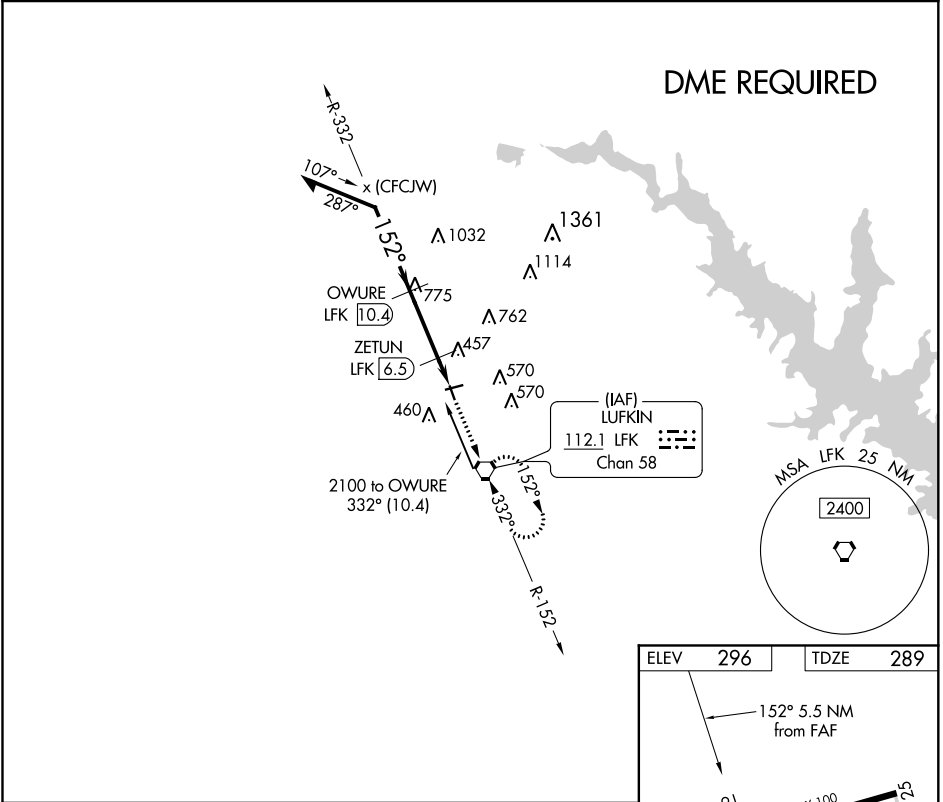 DME REQUIRED
R-332
107°
(CFCJW)
287°
152°
1032
1361
1114
OWURE
LFK 10.4
775
762
ZETUN
LFK 6.5
457
570
570
460
(IAF)
LUFKIN
112.1 LFK
Chan 58
2100 to OWURE
332° (10.4)
152°
332°
R-152
MSA LFK 25 NM
2400
ELEV 296
TDZE 289
152° 5.5 NM
from FAF
100
25